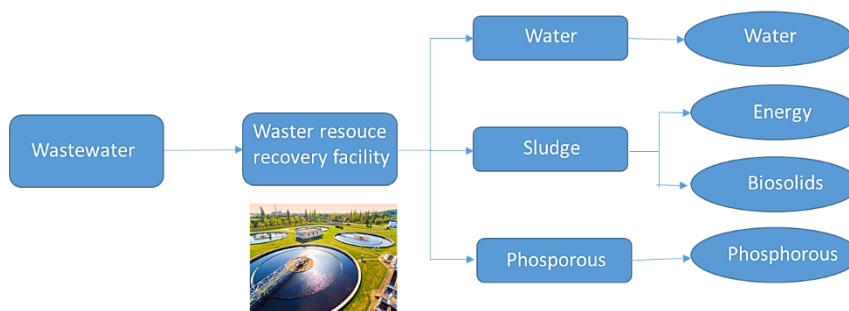 Wastewater
Waster resouce
recovery facility
Water
Water
Sludge
Energy
Biosolids
Phosporous
Phosphorous